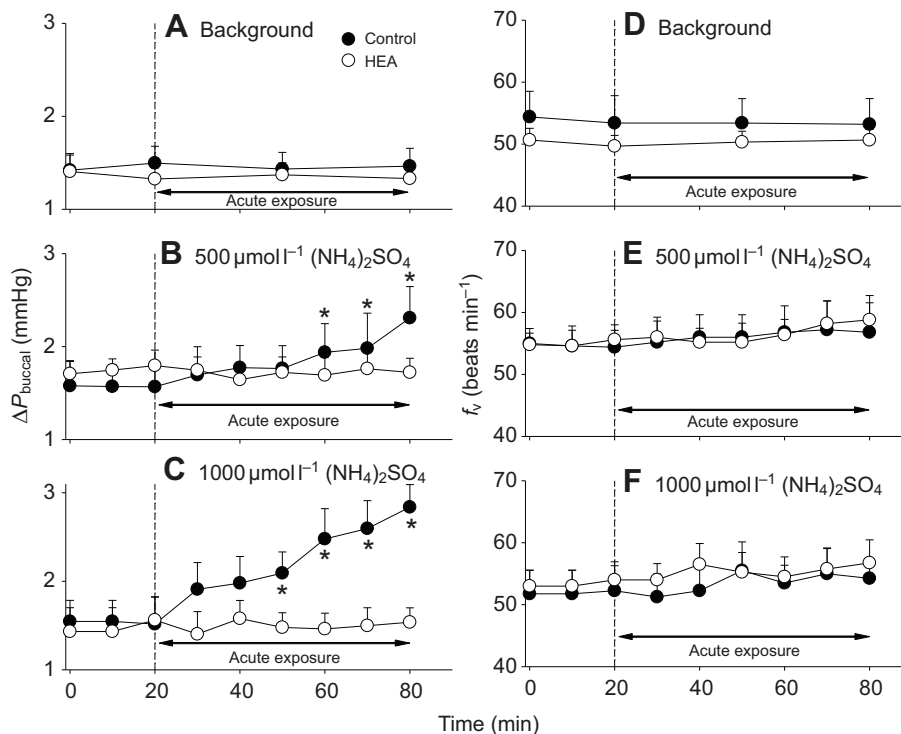 A Background
Control
HEA
3
2
1
Acute exposure
D Background
70
60
50
40
Acute exposure
B 500 μmol l⁻¹ (NH₄)₂SO₄
3
2
1
* * *
Acute exposure
ΔP_buccal (mmHg)
E 500 μmol l⁻¹ (NH₄)₂SO₄
70
60
50
40
Acute exposure
f_v (beats min⁻¹)
C 1000 μmol l⁻¹ (NH₄)₂SO₄
3
2
1
* * * *
Acute exposure
0 20 40 60 80
F 1000 μmol l⁻¹ (NH₄)₂SO₄
70
60
50
40
Acute exposure
0 20 40 60 80
Time (min)